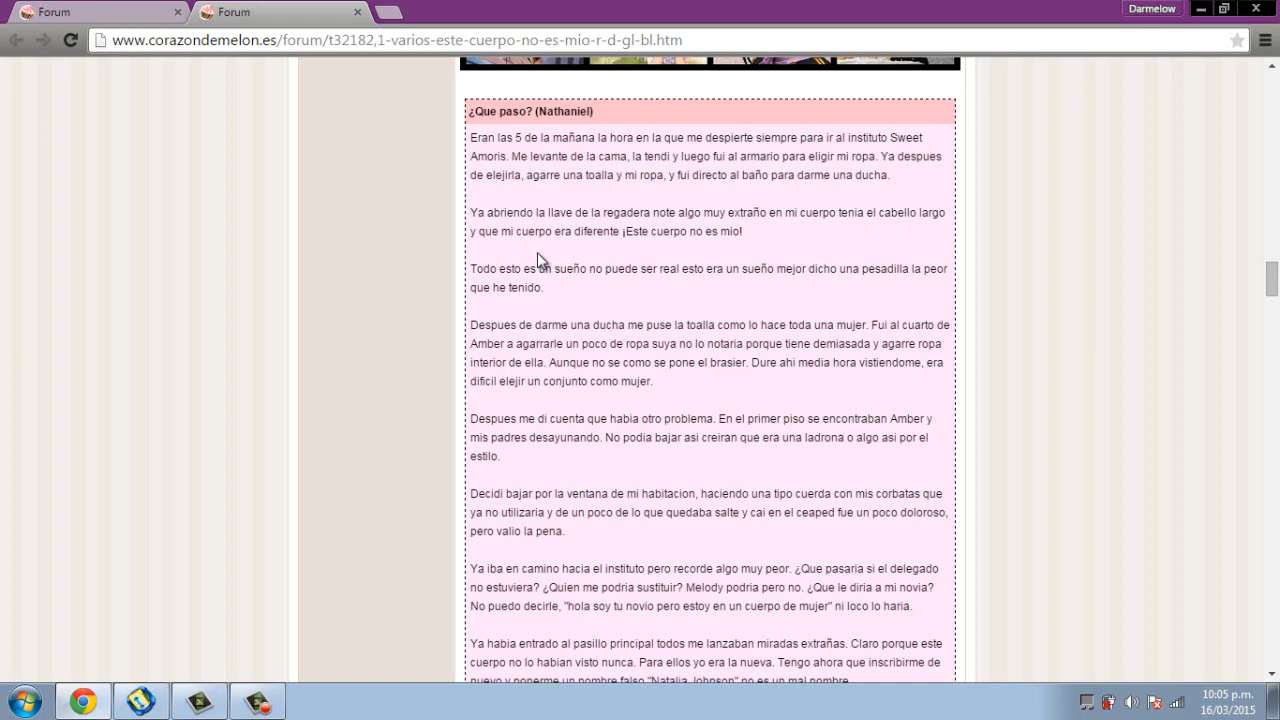 Forum
Forum
Darmelow
www.corazondemelon.es/forum/t32182,1-varios-este-cuerpo-no-es-mio-r-d-gl-bl.htm
¿Que paso? (Nathaniel)
Eran las 5 de la mañana la hora en la que me despierte siempre para ir al instituto Sweet
Amoris. Me levante de la cama, la tendi y luego fui al armario para eligir mi ropa. Ya despues
de elejirla, agarre una toalla y mi ropa, y fui directo al baño para darme una ducha.
Ya abriendo la llave de la regadera note algo muy extraño en mi cuerpo tenia el cabello largo
y que mi cuerpo era diferente ¡Este cuerpo no es mio!
Todo esto es un sueño no puede ser real esto era un sueño mejor dicho una pesadilla la peor
que he tenido.
Despues de darme una ducha me puse la toalla como lo hace toda una mujer. Fui al cuarto de
Amber a agarrarle un poco de ropa suya no lo notaria porque tiene demiasada y agarre ropa
interior de ella. Aunque no se como se pone el brasier. Dure ahi media hora vistiendome, era
dificil elejir un conjunto como mujer.
Despues me di cuenta que habia otro problema. En el primer piso se encontraban Amber y
mis padres desayunando. No podia bajar asi creiran que era una ladrona o algo asi por el
estilo.
Decidi bajar por la ventana de mi habitacion, haciendo una tipo cuerda con mis corbatas que
ya no utilizaria y de un poco de lo que quedaba salte y cai en el ceaped fue un poco doloroso,
pero valio la pena.
Ya iba en camino hacia el instituto pero recorde algo muy peor. ¿Que pasaria si el delegado
no estuviera? ¿Quien me podria sustituir? Melody podria pero no. ¿Que le diria a mi novia?
No puedo decirle, "hola soy tu novio pero estoy en un cuerpo de mujer" ni loco lo haria.
Ya habia entrado al pasillo principal todos me lanzaban miradas extrañas. Claro porque este
cuerpo no lo habian visto nunca. Para ellos yo era la nueva. Tengo ahora que inscribirme de
nuevo y ponerme un nombre falso "Natalia Johnson" no es un mal nombre
10:05 p.m.
16/03/2015